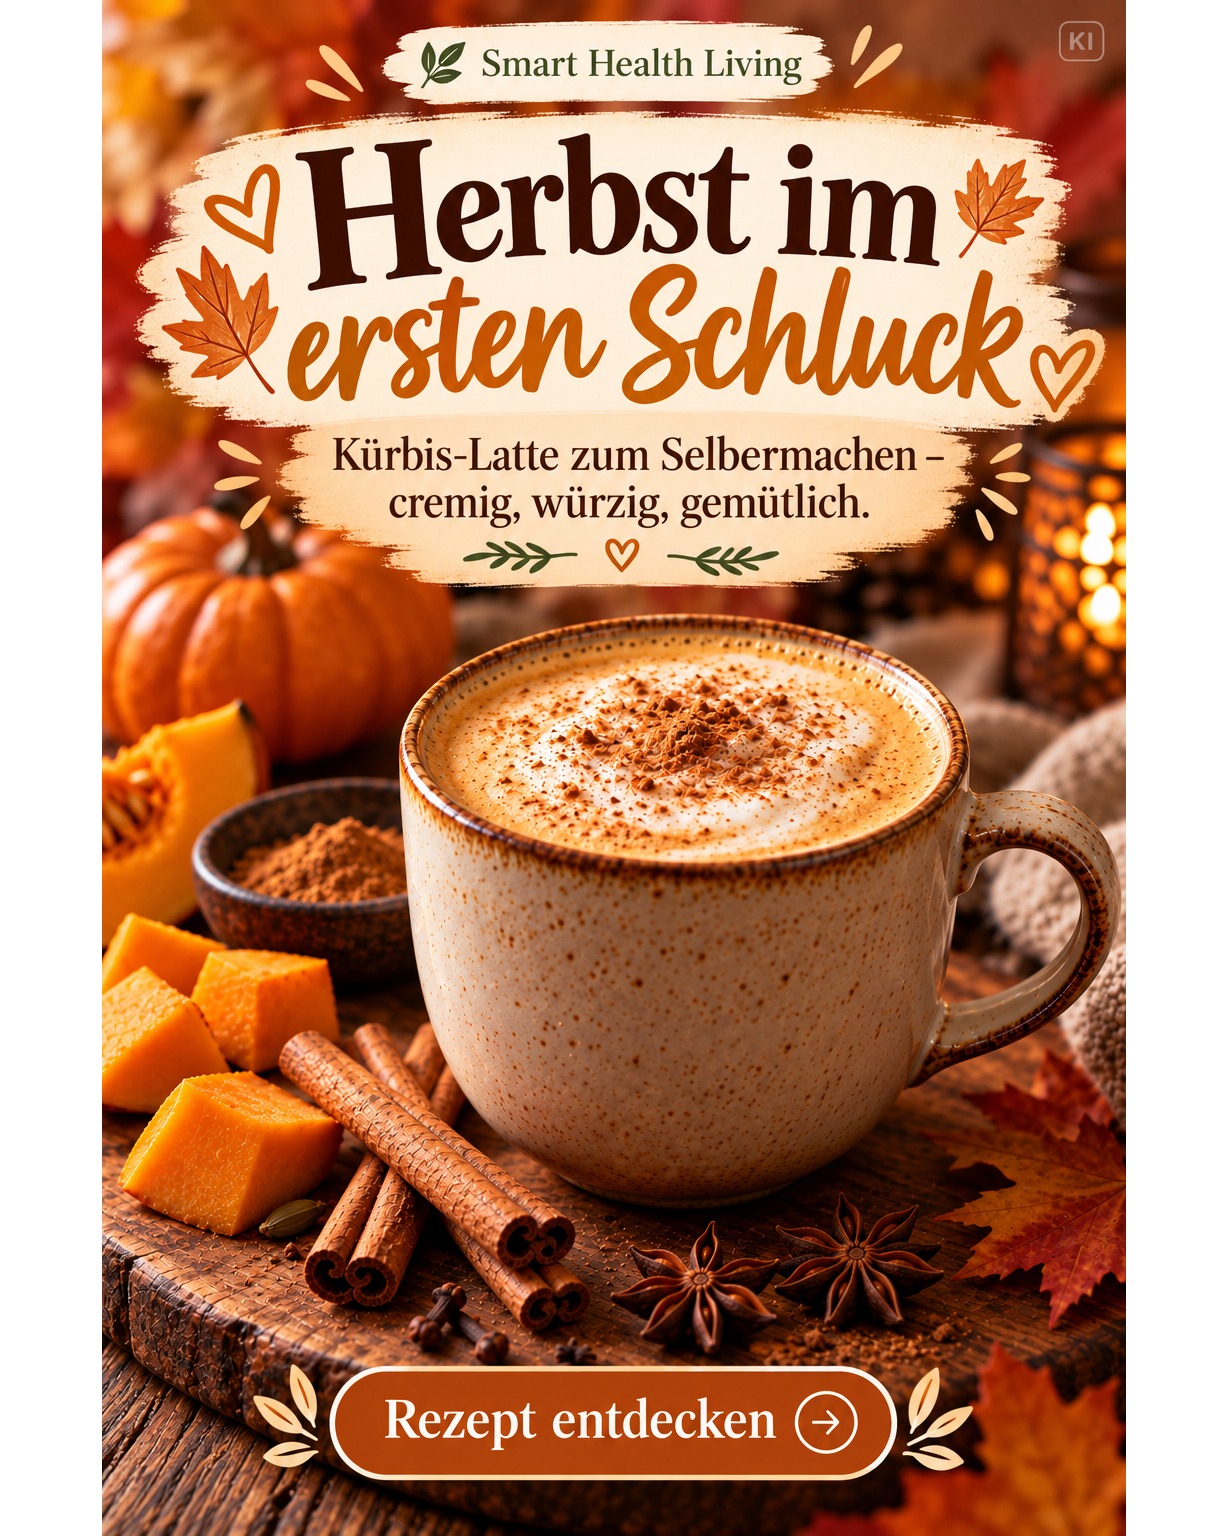 Smart Health Living
KI
Herbst im
ersten Schluck
Kürbis-Latte zum Selbermachen –
cremig, würzig, gemütlich.
Rezept entdecken